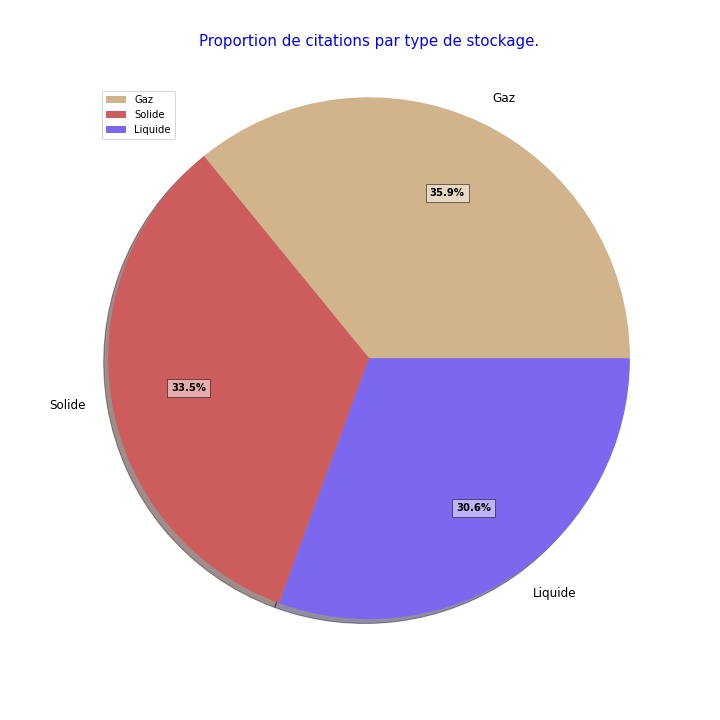 Proportion de citations par type de stockage.
Gaz
Solide
Liquide
Gaz
35.9%
33.5%
Solide
30.6%
Liquide